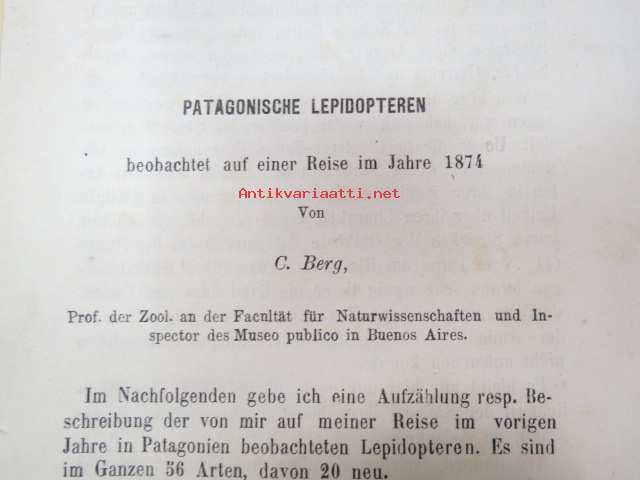 PATAGONISCHE LEPIDOPTEREN
beobachtet auf einer Reise im Jahre 1874
Antikvariaatti.net
Von
C. Berg,
Prof. der Zool. an der Facultät für Naturwissenschaften und In-
spector des Museo publico in Buenos Aires.
Im Nachfolgenden gebe ich eine Aufzählung resp. Be-
schreibung der von mir auf meiner Reise im vorigen
Jahre in Patagonien beobachteten Lepidopteren. Es sind
im Ganzen 56 Arten, davon 20 neu.